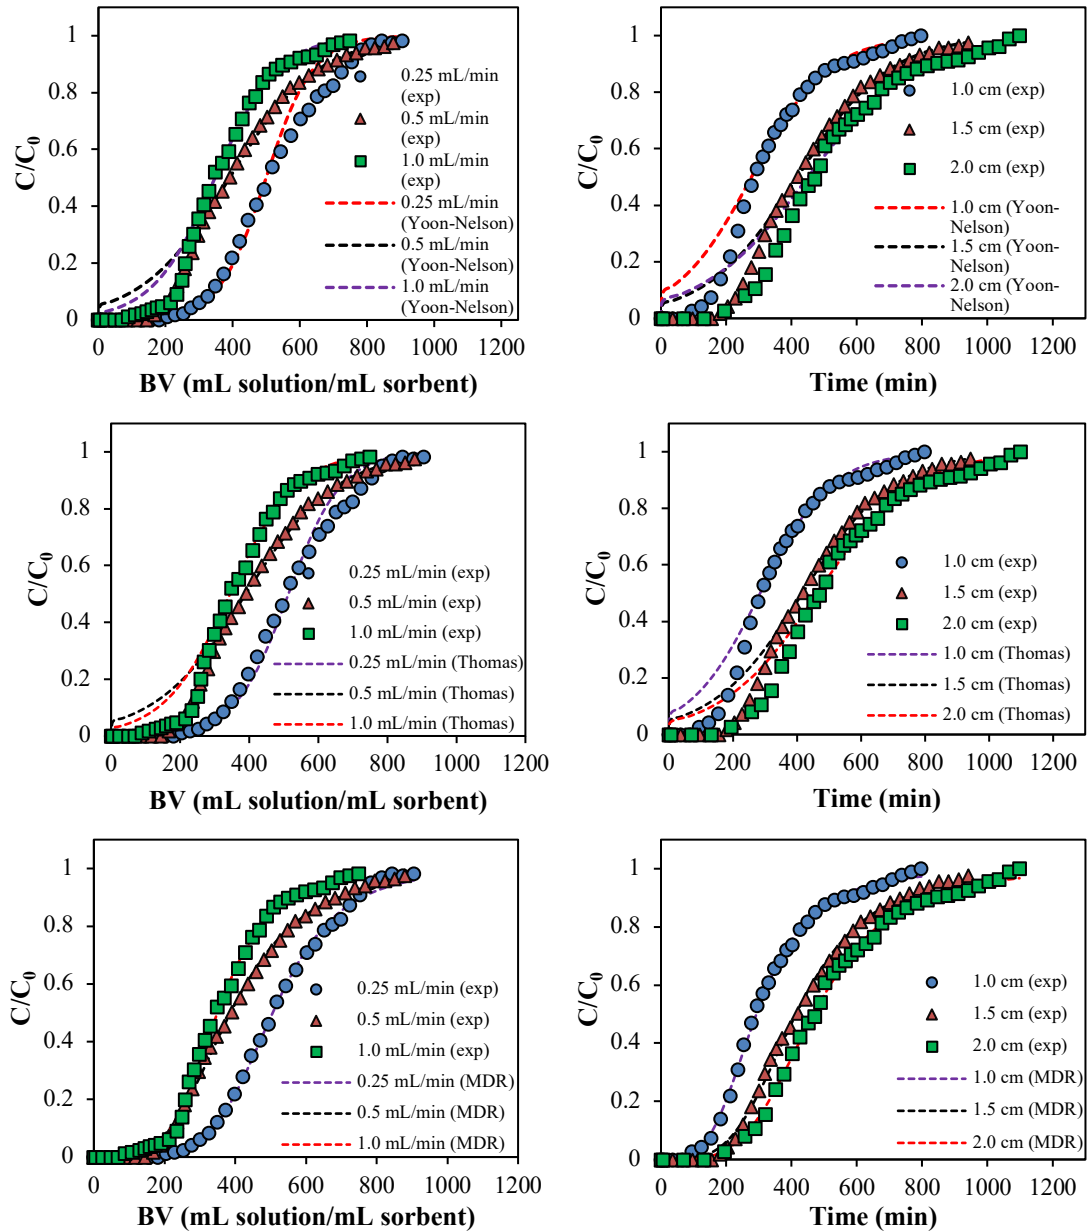 1
0.8
0.6
0.4
0.2
0
C/C0
0 200 400 600 800 1000 1200
BV (mL solution/mL sorbent)
0.25 mL/min
(exp)
0.5 mL/min
(exp)
1.0 mL/min
(exp)
0.25 mL/min
(Yoon-Nelson)
0.5 mL/min
(Yoon-Nelson)
1.0 mL/min
(Yoon-Nelson)
1
0.8
0.6
0.4
0.2
0
C/C0
0 200 400 600 800 1000 1200
Time (min)
1.0 cm (exp)
1.5 cm (exp)
2.0 cm (exp)
1.0 cm (Yoon-
Nelson)
1.5 cm (Yoon-
Nelson)
2.0 cm (Yoon-
Nelson)
1
0.8
0.6
0.4
0.2
0
C/C0
0 200 400 600 800 1000 1200
BV (mL solution/mL sorbent)
0.25 mL/min (exp)
0.5 mL/min (exp)
1.0 mL/min (exp)
0.25 mL/min (Thomas)
0.5 mL/min (Thomas)
1.0 mL/min (Thomas)
1
0.8
0.6
0.4
0.2
0
C/C0
0 200 400 600 800 1000 1200
Time (min)
1.0 cm (exp)
1.5 cm (exp)
2.0 cm (exp)
1.0 cm (Thomas)
1.5 cm (Thomas)
2.0 cm (Thomas)
1
0.8
0.6
0.4
0.2
0
C/C0
0 200 400 600 800 1000 1200
BV (mL solution/mL sorbent)
0.25 mL/min (exp)
0.5 mL/min (exp)
1.0 mL/min (exp)
0.25 mL/min (MDR)
0.5 mL/min (MDR)
1.0 mL/min (MDR)
1
0.8
0.6
0.4
0.2
0
C/C0
0 200 400 600 800 1000 1200
Time (min)
1.0 cm (exp)
1.5 cm (exp)
2.0 cm (exp)
1.0 cm (MDR)
1.5 cm (MDR)
2.0 cm (MDR)